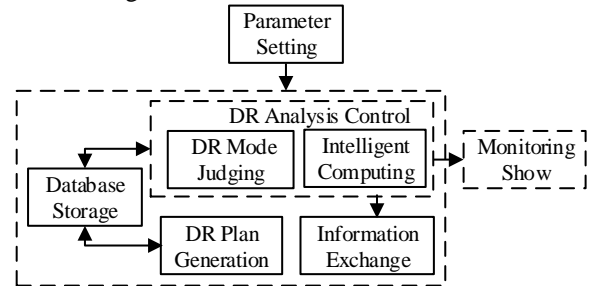 Parameter
Setting
DR Analysis Control
DR Mode
Judging
Intelligent
Computing
Monitoring
Show
Database
Storage
DR Plan
Generation
Information
Exchange